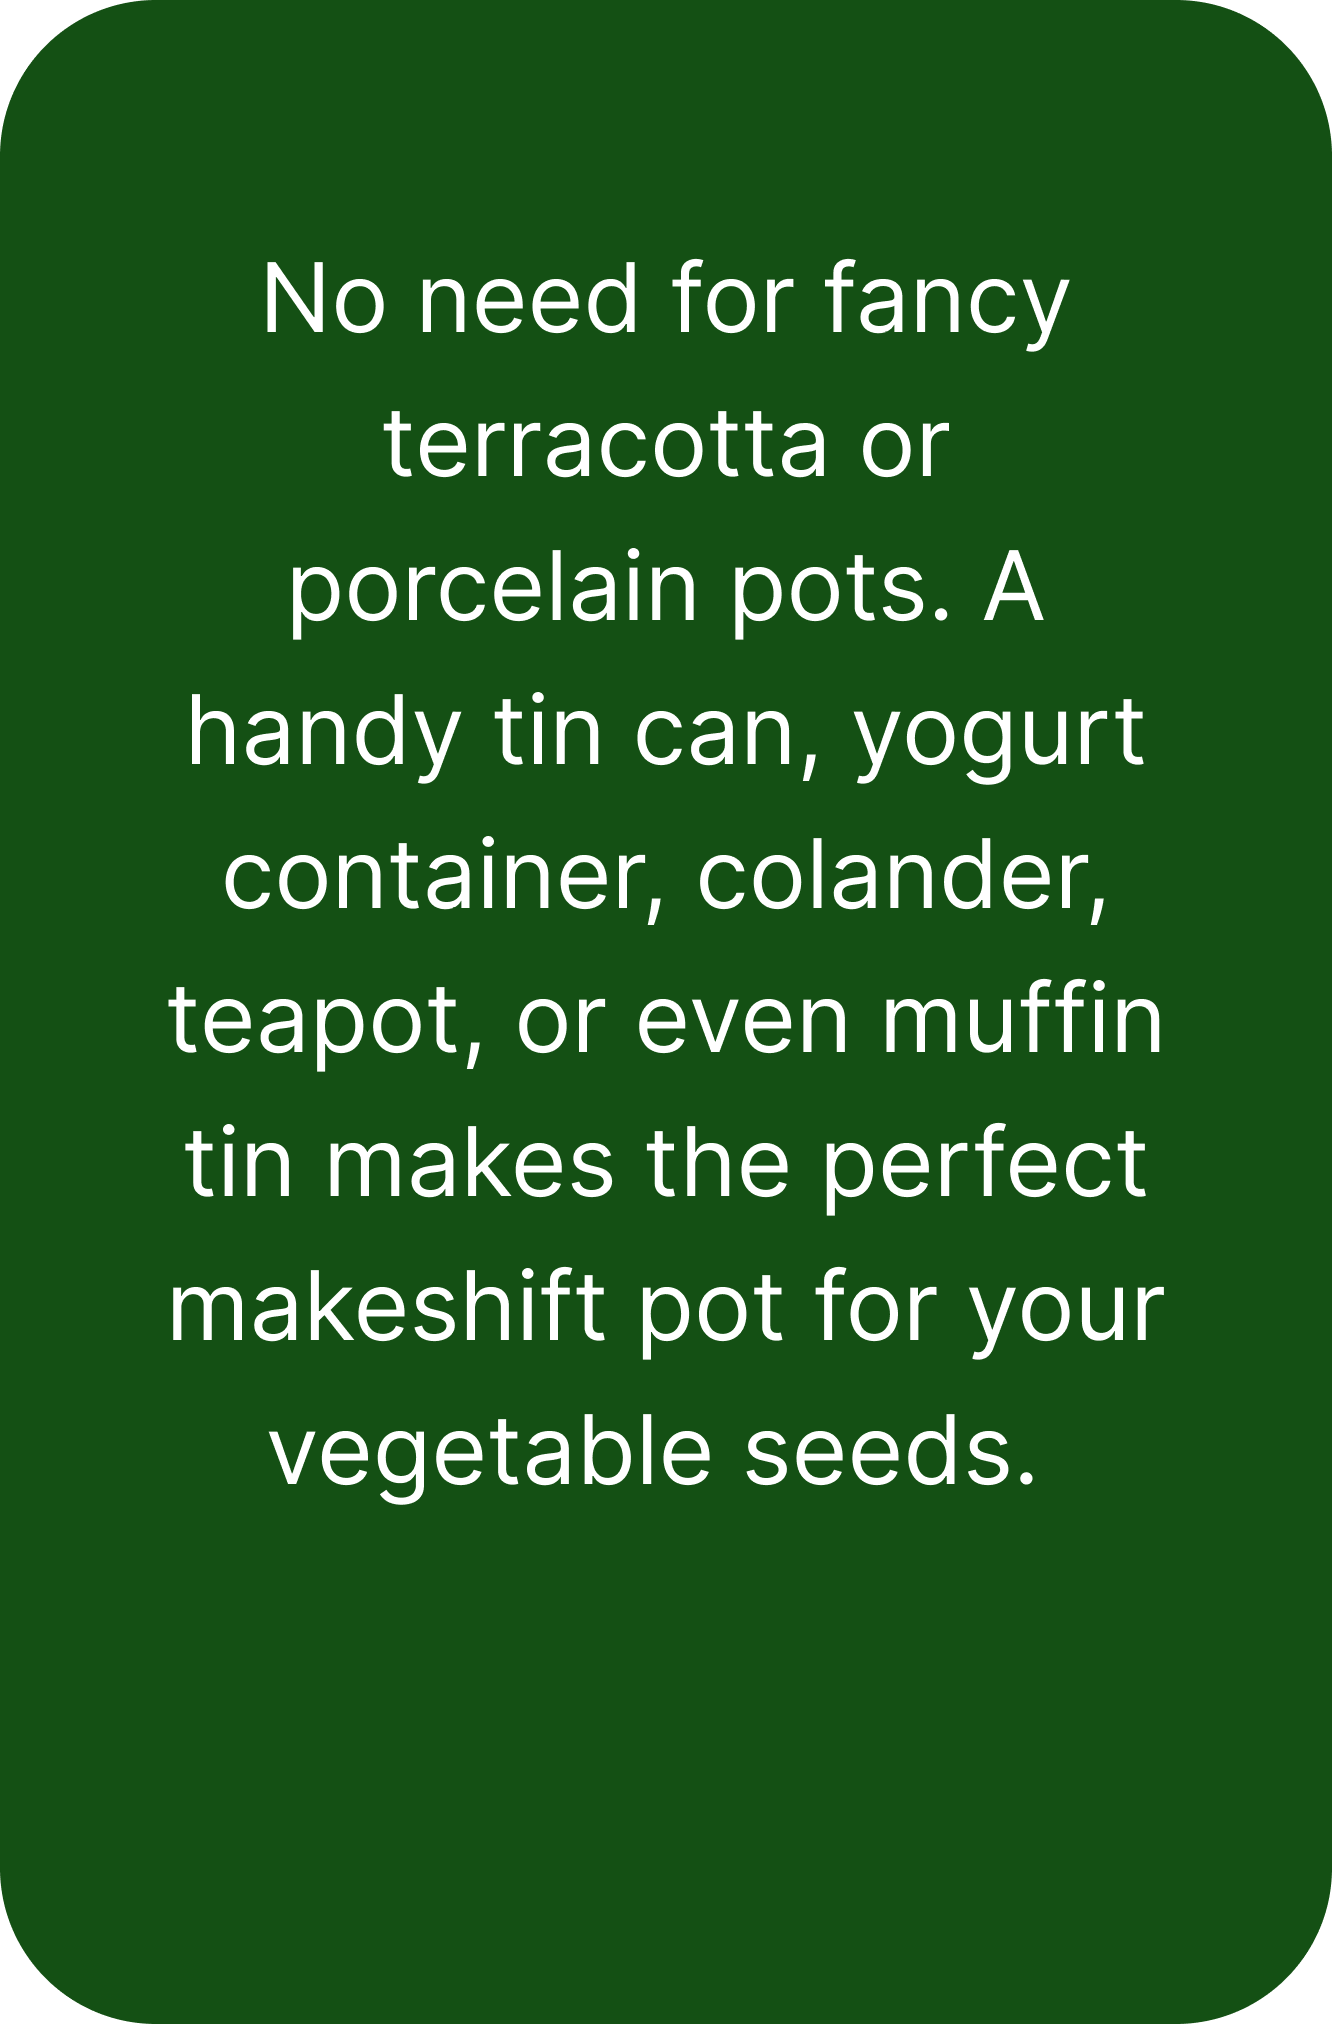 No need for fancy
terracotta or
porcelain pots. A
handy tin can, yogurt
container, colander,
teapot, or even muffin
tin makes the perfect
makeshift pot for your
vegetable seeds.